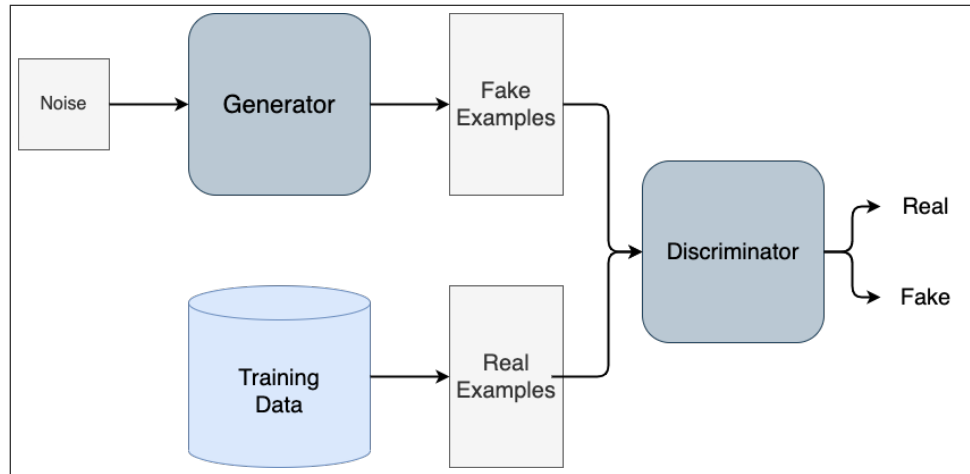 Noise
Generator
Fake
Examples
Discriminator
Real
Fake
Training
Data
Real
Examples